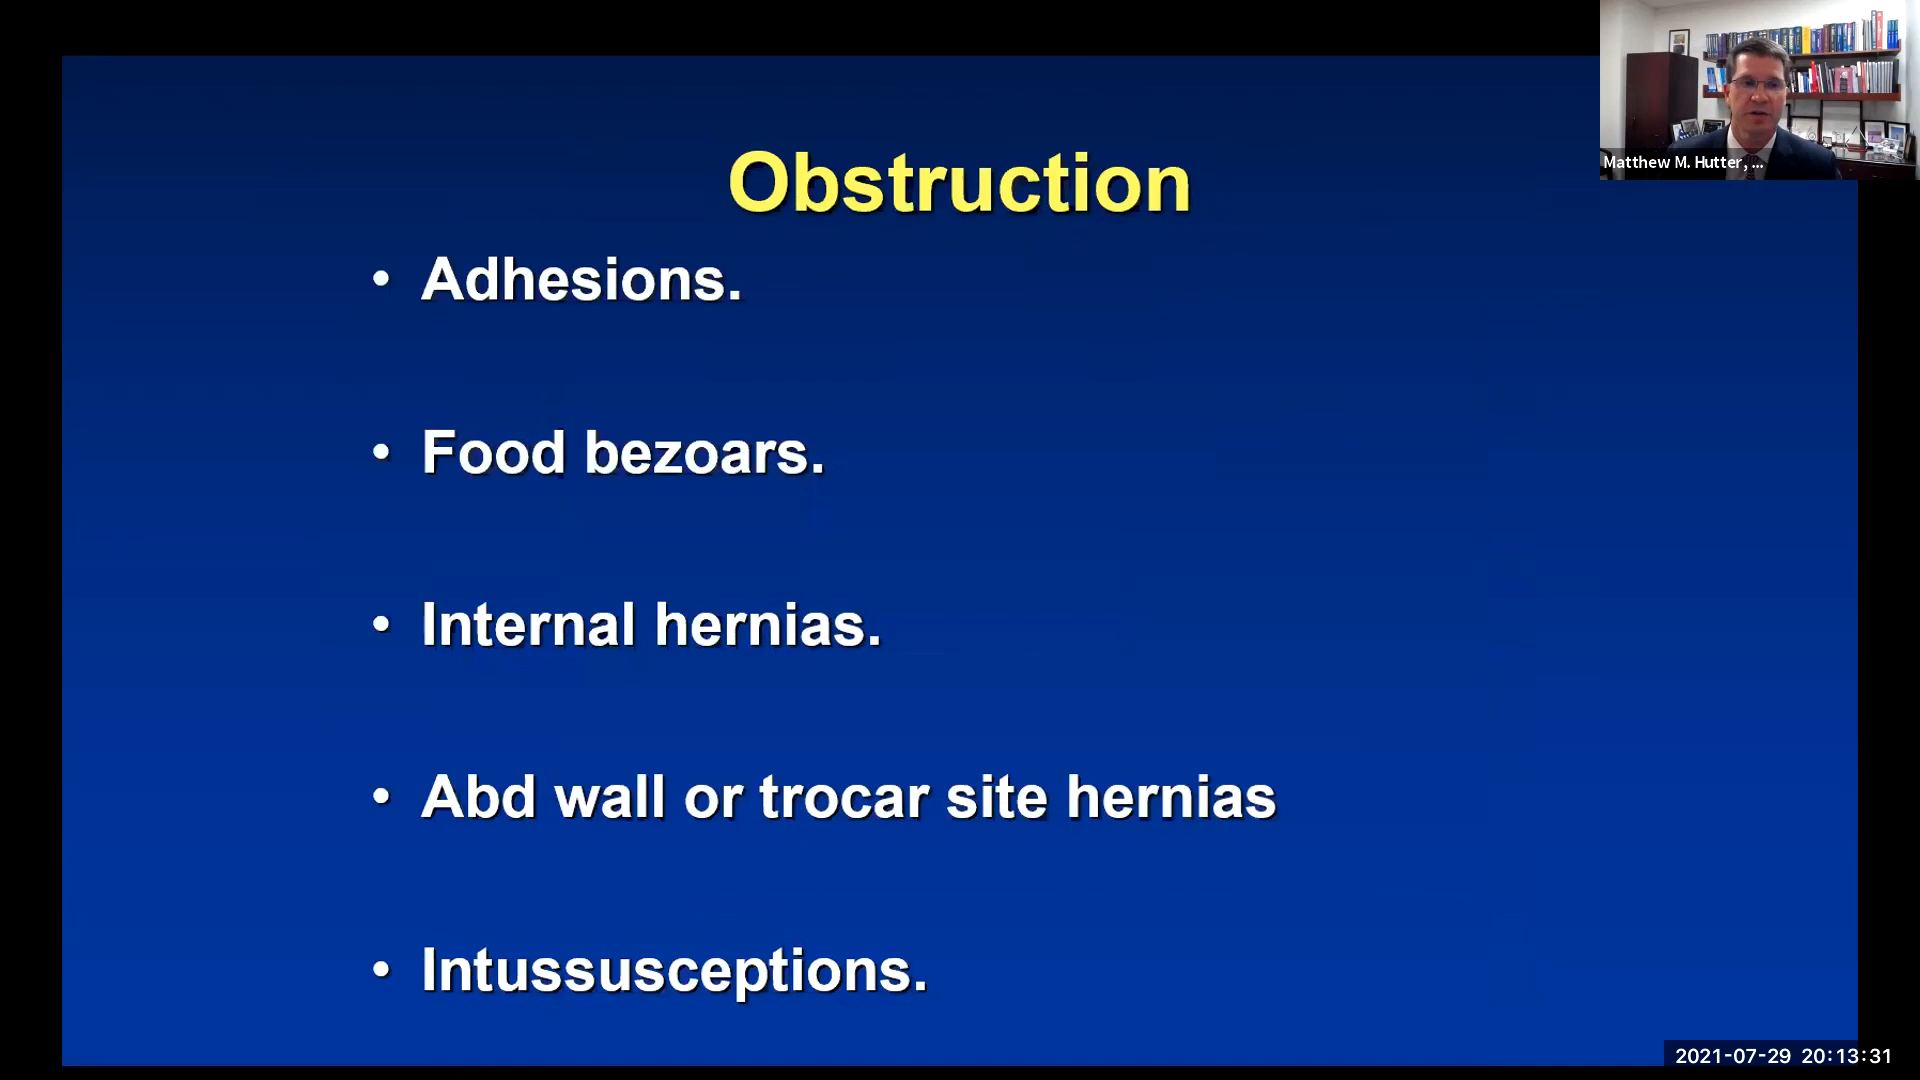 Obstruction
• Adhesions.
• Food bezoars.
• Internal hernias.
• Abd wall or trocar site hernias
• Intussusceptions.
Matthew M. Hutter, ...
2021-07-29 20:13:31